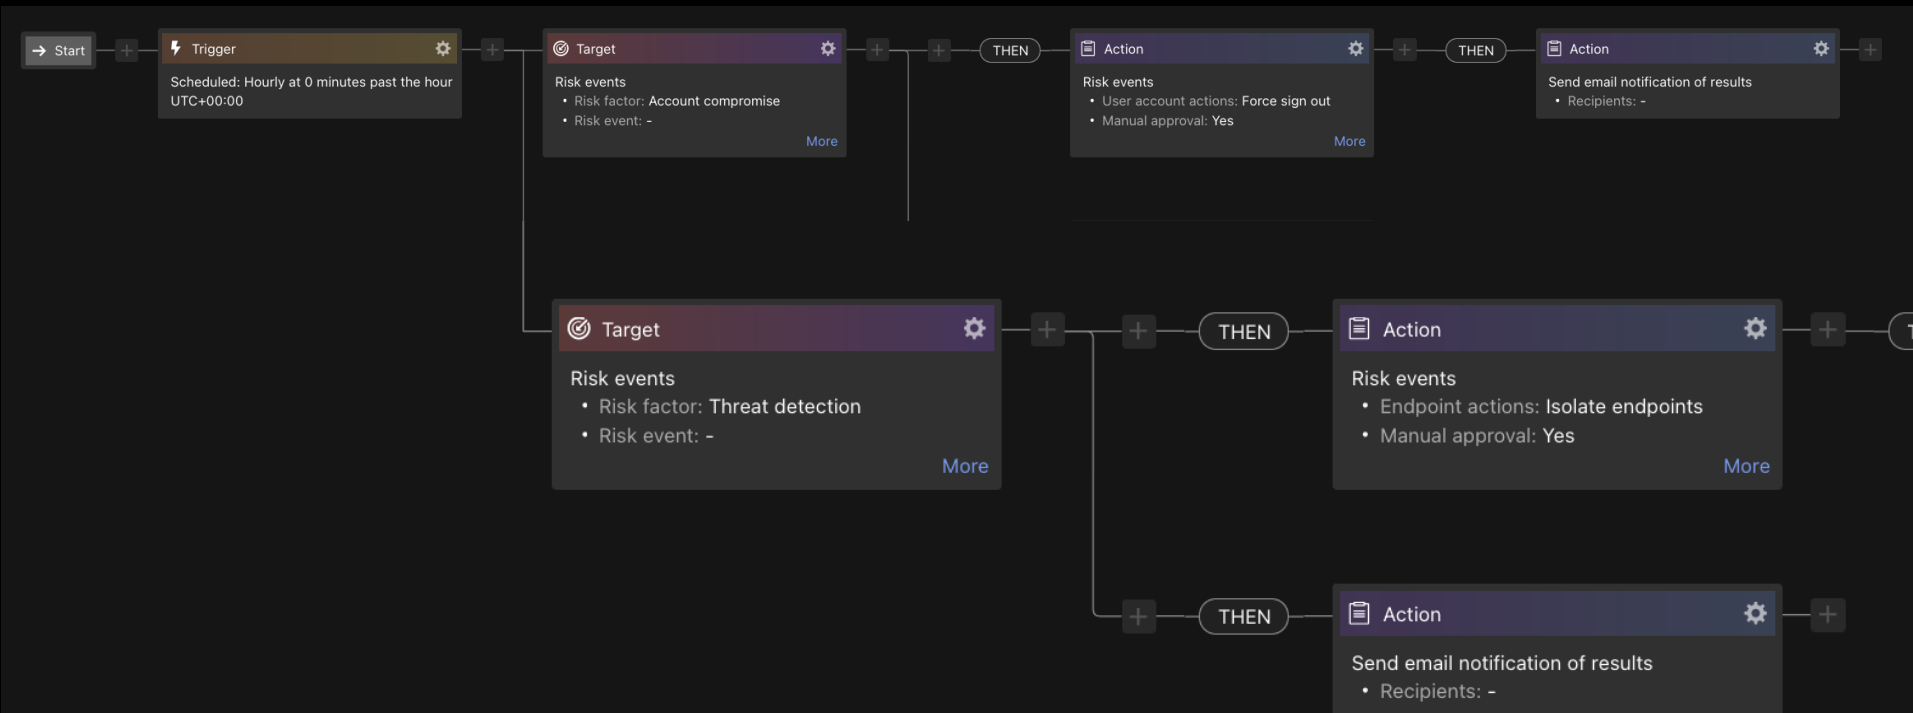 Start
Trigger
Scheduled: Hourly at 0 minutes past the hour
UTC+00:00
Target
Risk events
• Risk factor: Account compromise
• Risk event: -
More
THEN
Action
Risk events
• User account actions: Force sign out
• Manual approval: Yes
More
THEN
Action
Send email notification of results
• Recipients: -
Target
Risk events
• Risk factor: Threat detection
• Risk event: -
More
THEN
Action
Risk events
• Endpoint actions: Isolate endpoints
• Manual approval: Yes
More
THEN
Action
Send email notification of results
• Recipients: -